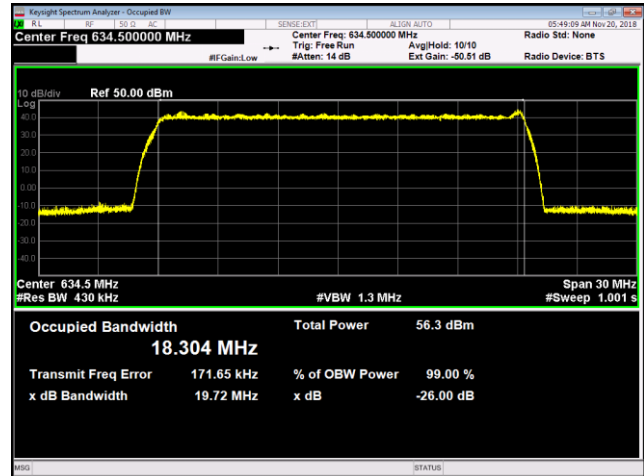 Keysight Spectrum Analyzer - Occupied BW
RL RF 50 Ω AC SENSE:EXT ALIGN AUTO 05:49:09 AM Nov 20, 2018
Center Freq 634.500000 MHz Center Freq: 634.500000 MHz Radio Std: None
Trig: Free Run Avg|Hold: 10/10
#IFGain:Low #Atten: 14 dB Ext Gain: -50.51 dB Radio Device: BTS
10 dB/div Ref 50.00 dBm
Log
40.0
30.0
20.0
10.0
0.00
-10.0
-20.0
-30.0
-40.0
Center 634.5 MHz Span 30 MHz
#Res BW 430 kHz #VBW 1.3 MHz #Sweep 1.001 s
Occupied Bandwidth Total Power 56.3 dBm
18.304 MHz
Transmit Freq Error 171.65 kHz % of OBW Power 99.00 %
x dB Bandwidth 19.72 MHz x dB -26.00 dB
MSG STATUS